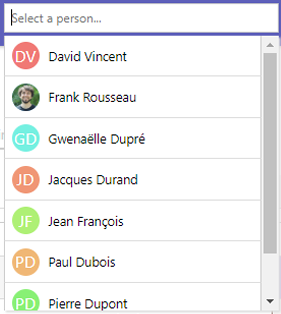 Select a person...
DV David Vincent
Frank Rousseau
GD Gwenaëlle Dupré
JD Jacques Durand
JF Jean François
PD Paul Dubois
PD Pierre Dupont